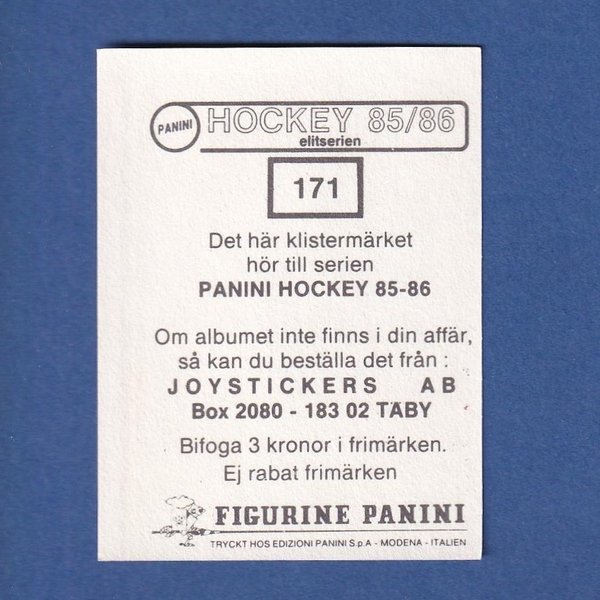 PANINI
HOCKEY 85/86
elitserien
171
Det här klistermärket
hör till serien
PANINI HOCKEY 85-86
Om albumet inte finns i din affär,
så kan du beställa det från :
JOYSTICKERS AB
Box 2080 - 183 02 TÄBY
Bifoga 3 kronor i frimärken.
Ej rabat frimärken
FIGURINE PANINI
TRYCKT HOS EDIZIONI PANINI S.p.A - MODENA - ITALIEN